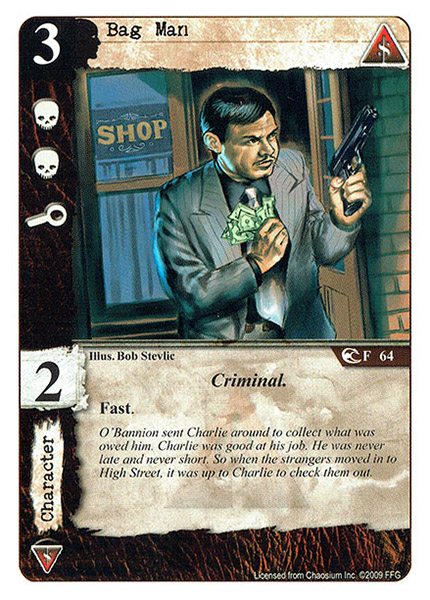 3
Bag Man
SHOP
Illus. Bob Stevlic
F 64
2
Criminal.
Fast.
O'Bannion sent Charlie around to collect what was
owed him. Charlie was good at his job. He was never
late and never short. So when the strangers moved in to
High Street, it was up to Charlie to check them out.
Character
Licensed from Chaosium Inc. ©2009 FFG